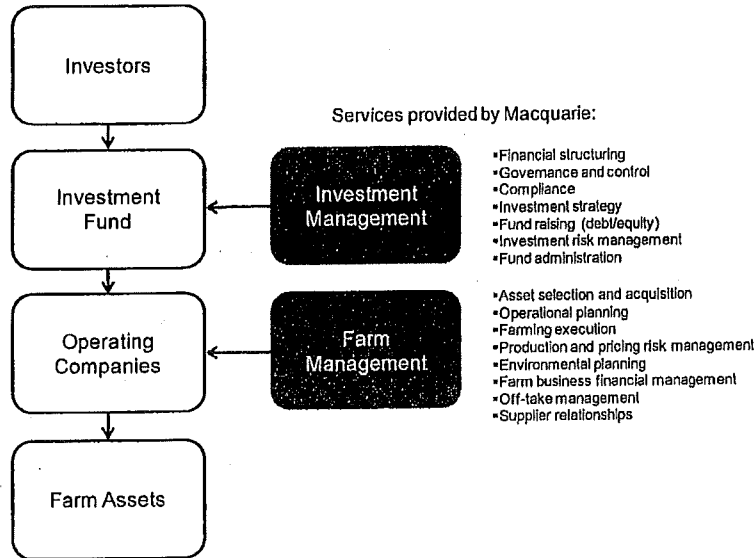 Investors
Services provided by Macquarie:
Investment
Fund
Investment
Management
▪Financial structuring
▪Governance and control
▪Compliance
▪Investment strategy
▪Fund raising (debt/equity)
▪Investment risk management
▪Fund administration
Operating
Companies
Farm
Management
▪Asset selection and acquisition
▪Operational planning
▪Farming execution
▪Production and pricing risk management
▪Environmental planning
▪Farm business financial management
▪Off-take management
▪Supplier relationships
Farm Assets